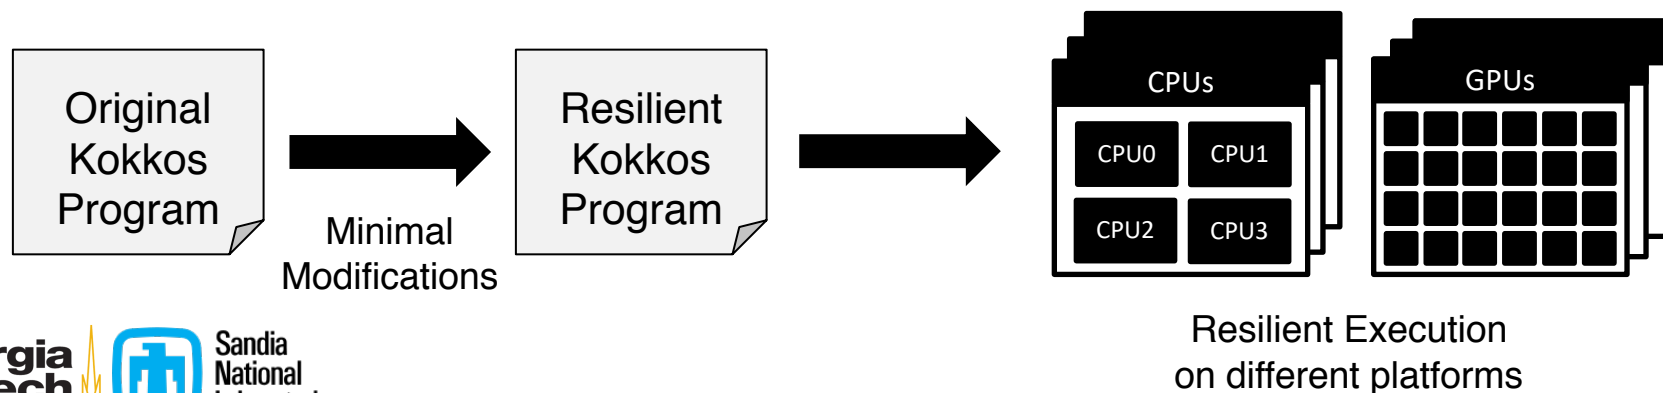 Original
Kokkos
Program
Minimal
Modifications
Resilient
Kokkos
Program
CPUs
CPU0
CPU1
CPU2
CPU3
GPUs
Resilient Execution
on different platforms
Sandia
National